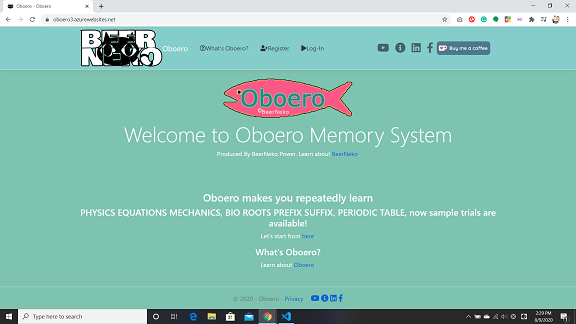 Oboero - Oboero
oboero3.azurewebsites.net
BEER NEKO
Oboero
What's Oboero?
Register
Log-In
Buy me a coffee
Oboero
©BeerNeko
Welcome to Oboero Memory System
Produced By BeerNeko Power. Learn about BeerNeko
Oboero makes you repeatedly learn
PHYSICS EQUATIONS MECHANICS, BIO ROOTS PREFIX SUFFIX, PERIODIC TABLE, now sample trials are
available!
Let's start from here
What's Oboero?
Learn about Oboero
© 2020 - Oboero - Privacy
Type here to search
2:29 PM
8/9/2020